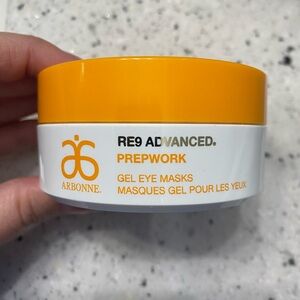 RE9 ADVANCED.
PREPWORK
GEL EYE MASKS
MASQUES GEL POUR LES YEUX
ARBONNE.